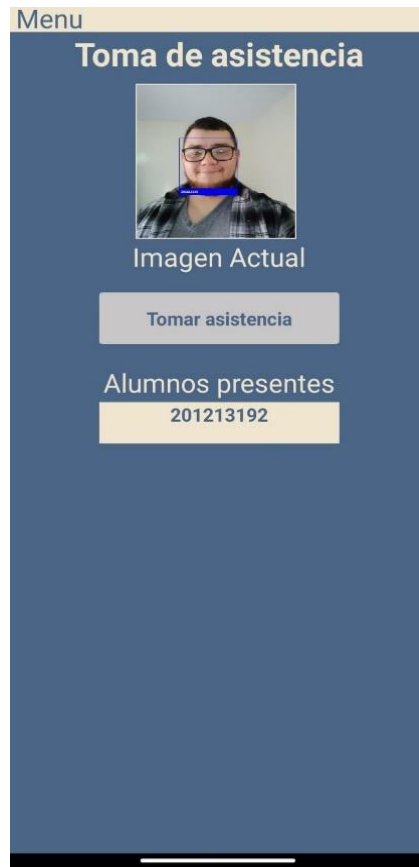 Menu
Toma de asistencia
Imagen Actual
Tomar asistencia
Alumnos presentes
201213192